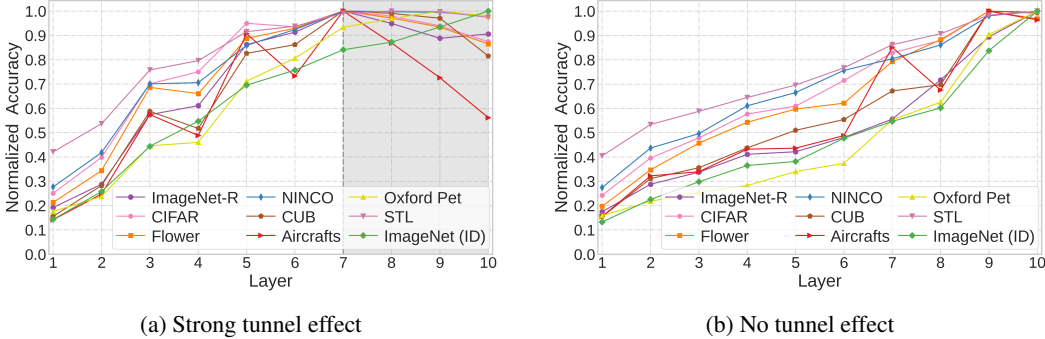 1.0
0.9
0.8
0.7
0.6
0.5
0.4
0.3
0.2
0.1
0.0
Normalized Accuracy
ImageNet-R NINCO Oxford Pet
CIFAR CUB STL
Flower Aircrafts ImageNet (ID)
1 2 3 4 5 6 7 8 9 10
Layer
(a) Strong tunnel effect
1.0
0.9
0.8
0.7
0.6
0.5
0.4
0.3
0.2
0.1
0.0
Normalized Accuracy
ImageNet-R NINCO Oxford Pet
CIFAR CUB STL
Flower Aircrafts ImageNet (ID)
1 2 3 4 5 6 7 8 9 10
Layer
(b) No tunnel effect